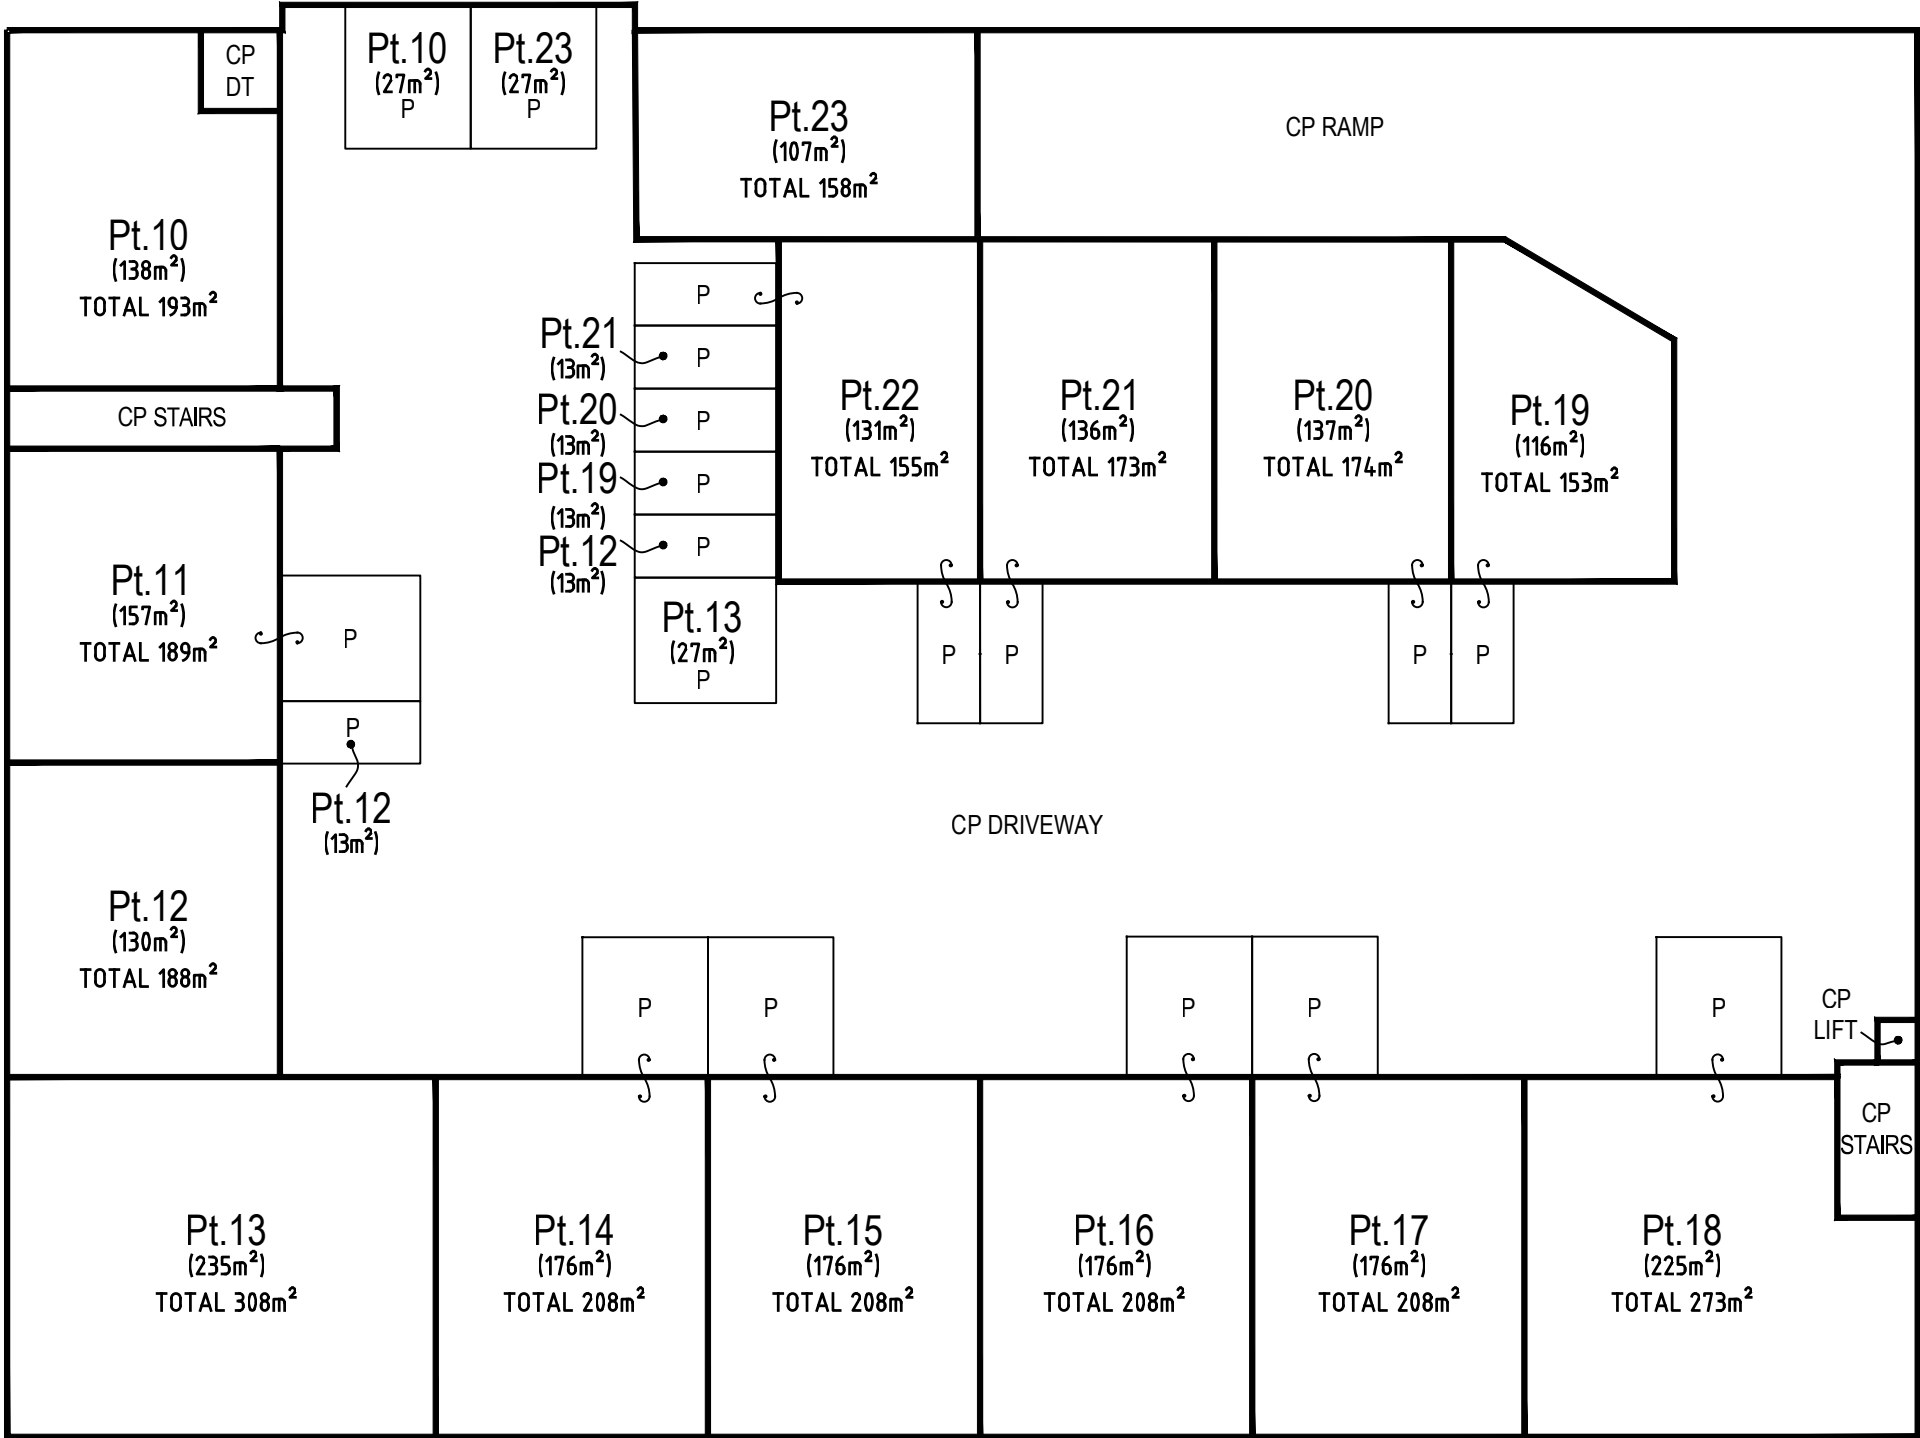 CP
DT
Pt.10
(27m²)
P
Pt.23
(27m²)
P
Pt.23
(107m²)
TOTAL 158m²
CP RAMP
Pt.10
(138m²)
TOTAL 193m²
P
Pt.21
(13m²)
P
Pt.20
(13m²)
P
Pt.19
(13m²)
P
Pt.12
(13m²)
P
Pt.13
(27m²)
P
Pt.22
(131m²)
TOTAL 155m²
Pt.21
(136m²)
TOTAL 173m²
Pt.20
(137m²)
TOTAL 174m²
Pt.19
(116m²)
TOTAL 153m²
CP STAIRS
Pt.11
(157m²)
TOTAL 189m²
P
P
Pt.12
(13m²)
P
P
P
P
CP DRIVEWAY
Pt.12
(130m²)
TOTAL 188m²
P
P
P
P
P
CP
LIFT
CP
STAIRS
Pt.13
(235m²)
TOTAL 308m²
Pt.14
(176m²)
TOTAL 208m²
Pt.15
(176m²)
TOTAL 208m²
Pt.16
(176m²)
TOTAL 208m²
Pt.17
(176m²)
TOTAL 208m²
Pt.18
(225m²)
TOTAL 273m²